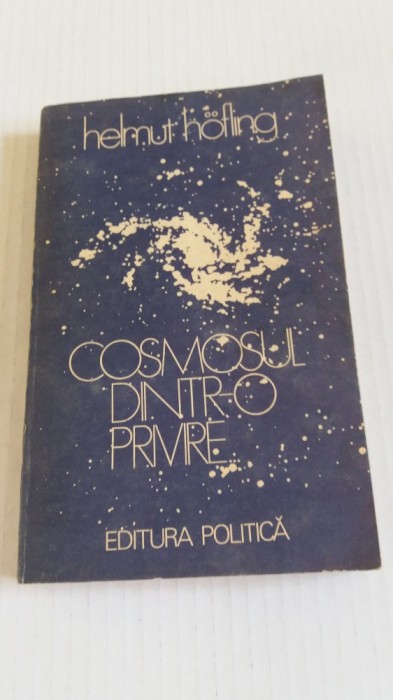 helmut höfling
COSMOSUL
DINTR-O
PRIVIRE...
EDITURA POLITICĂ